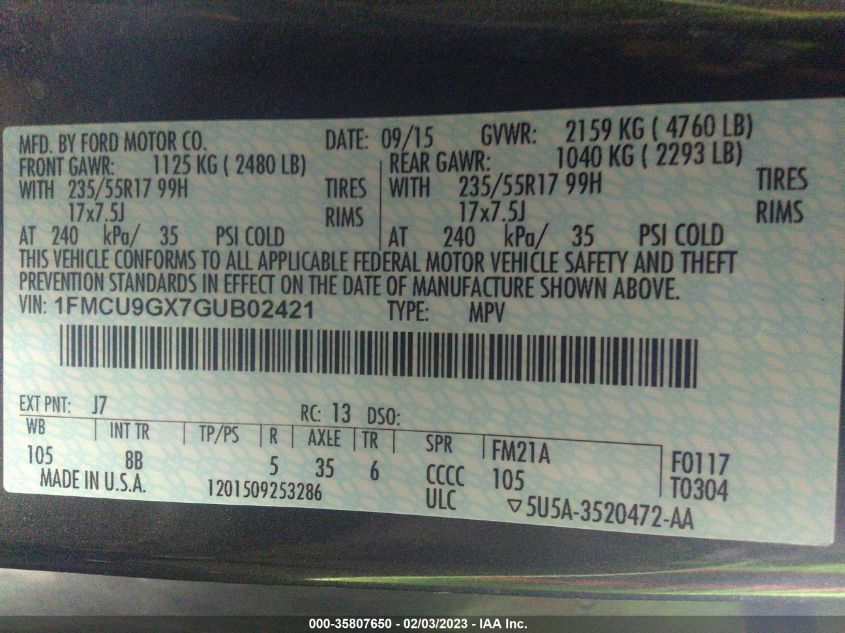 MFD. BY FORD MOTOR CO. DATE: 09/15 GVWR: 2159 KG ( 4760 LB)
FRONT GAWR: 1125 KG ( 2480 LB) REAR GAWR: 1040 KG ( 2293 LB)
WITH 235/55R17 99H TIRES WITH 235/55R17 99H TIRES
17x7.5J RIMS 17x7.5J RIMS
AT 240 kPa/ 35 PSI COLD AT 240 kPa/ 35 PSI COLD
THIS VEHICLE CONFORMS TO ALL APPLICABLE FEDERAL MOTOR VEHICLE SAFETY AND THEFT
PREVENTION STANDARDS IN EFFECT ON THE DATE OF MANUFACTURE SHOWN ABOVE.
VIN: 1FMCU9GX7GUB02421 TYPE: MPV
EXT PNT: J7 RC: 13 DSO:
WB INT TR TP/PS R AXLE TR SPR FM21A F0117
105 8B 5 35 6 CCCC 105 T0304
MADE IN U.S.A. 1201509253286 ULC ▽5U5A-3520472-AA
000-35807650 - 02/03/2023 - IAA Inc.